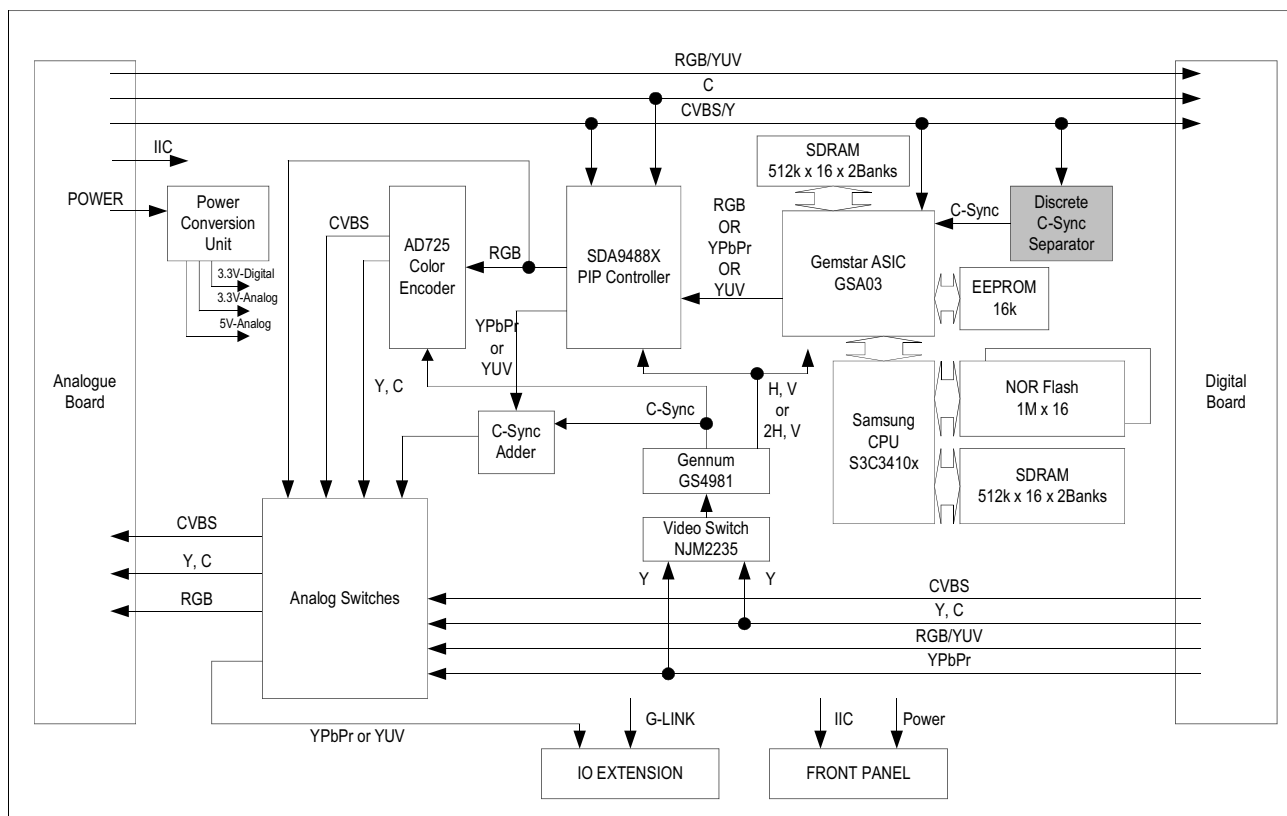 RGB/YUV
C
CVBS/Y
IIC
POWER
Power
Conversion
Unit
3.3V-Digital
3.3V-Analog
5V-Analog
Analogue
Board
CVBS
AD725
Color
Encoder
RGB
SDA9488X
PIP Controller
RGB
OR
YPbPr
OR
YUV
SDRAM
512k x 16 x 2Banks
Gemstar ASIC
GSA03
C-Sync
Discrete
C-Sync
Separator
EEPROM
16k
Digital
Board
YPbPr
or
YUV
Y, C
C-Sync
Adder
C-Sync
H, V
or
2H, V
Samsung
CPU
S3C3410x
NOR Flash
1M x 16
SDRAM
512k x 16 x 2Banks
Gennum
GS4981
Video Switch
NJM2235
Y
Y
CVBS
Y, C
RGB
Analog Switches
CVBS
Y, C
RGB/YUV
YPbPr
YPbPr or YUV
G-LINK
IIC
Power
IO EXTENSION
FRONT PANEL